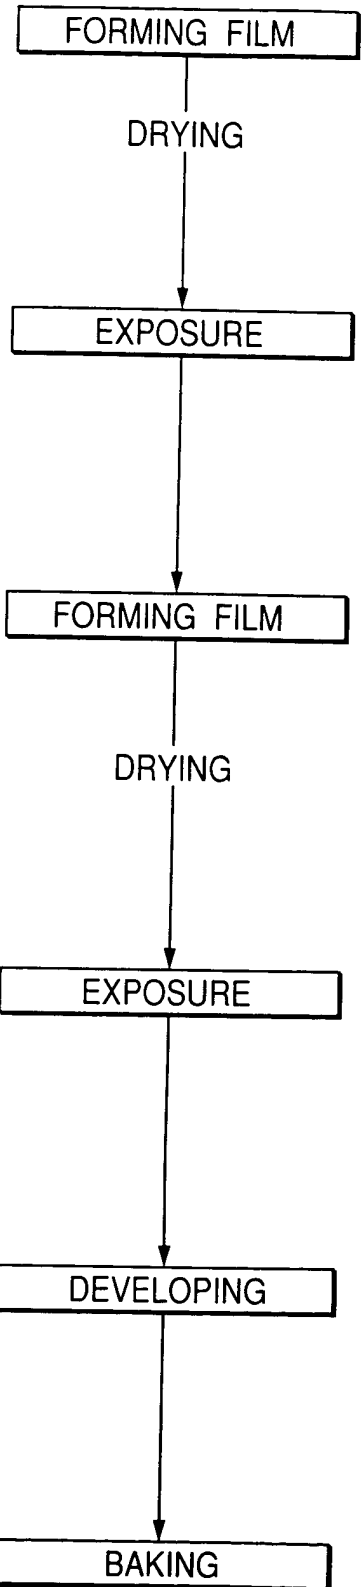 FORMING FILM
DRYING
EXPOSURE
FORMING FILM
DRYING
EXPOSURE
DEVELOPING
BAKING